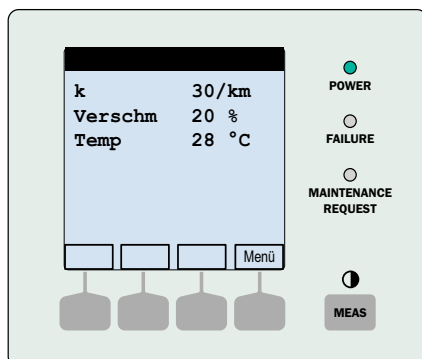 k 30/km
Verschm 20 %
Temp 28 °C
Menü
POWER
FAILURE
MAINTENANCE
REQUEST
MEAS